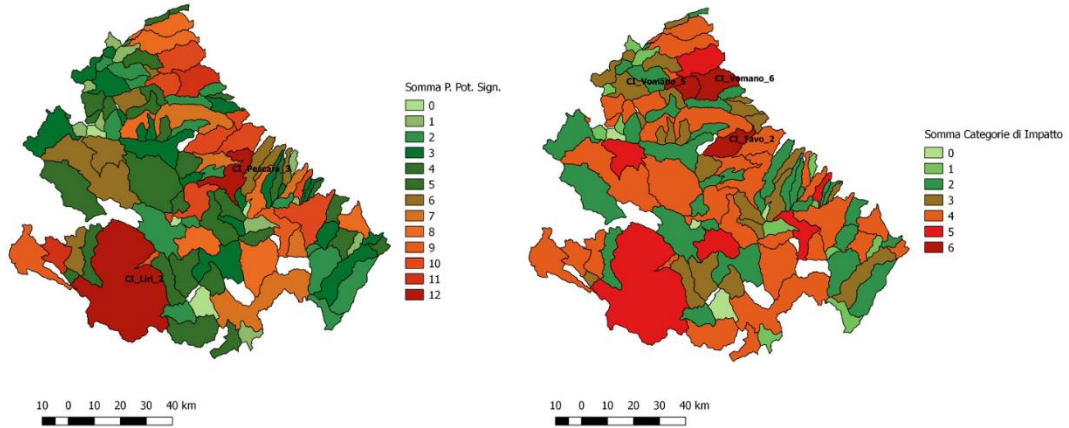 Somma P. Pot. Sign.
0
1
2
3
4
5
6
7
8
9
10
11
12
CI_Pescara_3
CI_Liri_2
10 0 10 20 30 40 km
CI_Vomano_5
CI_Vomano_6
CI_Tavo_2
Somma Categorie di Impatto
0
1
2
3
4
5
6
10 0 10 20 30 40 km